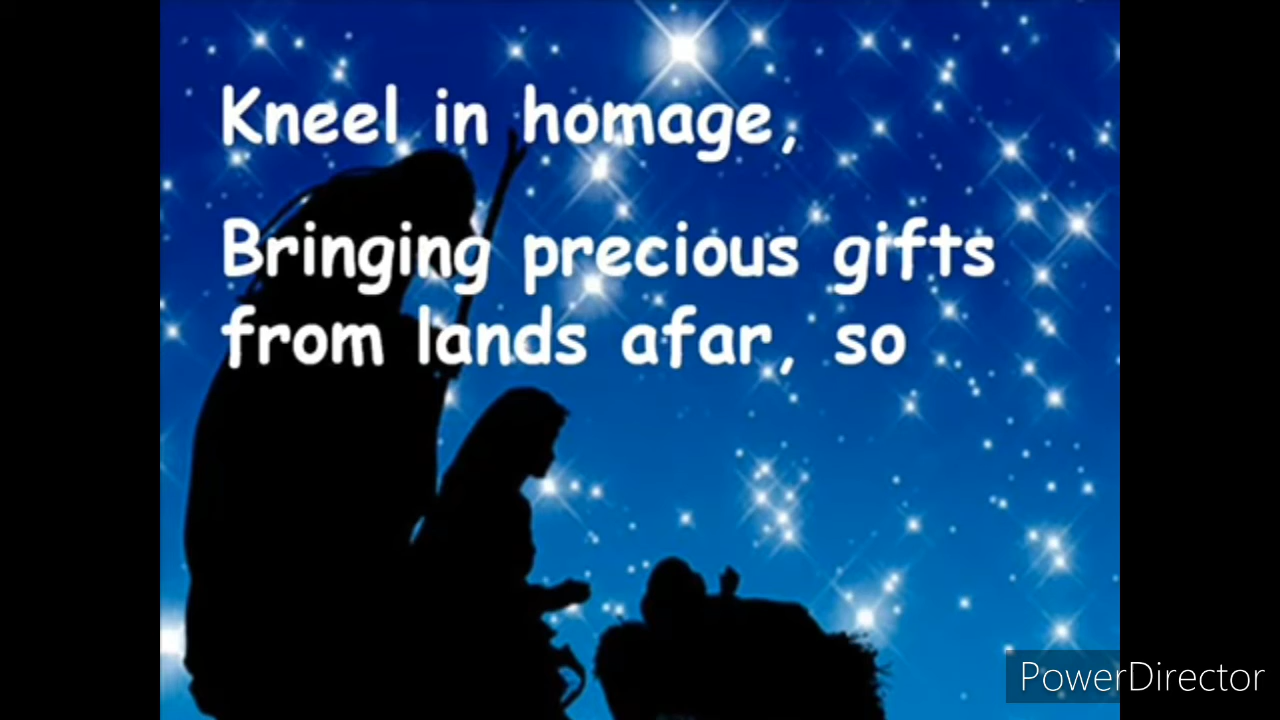 Kneel in homage,
Bringing precious gifts
from lands afar, so
PowerDirector